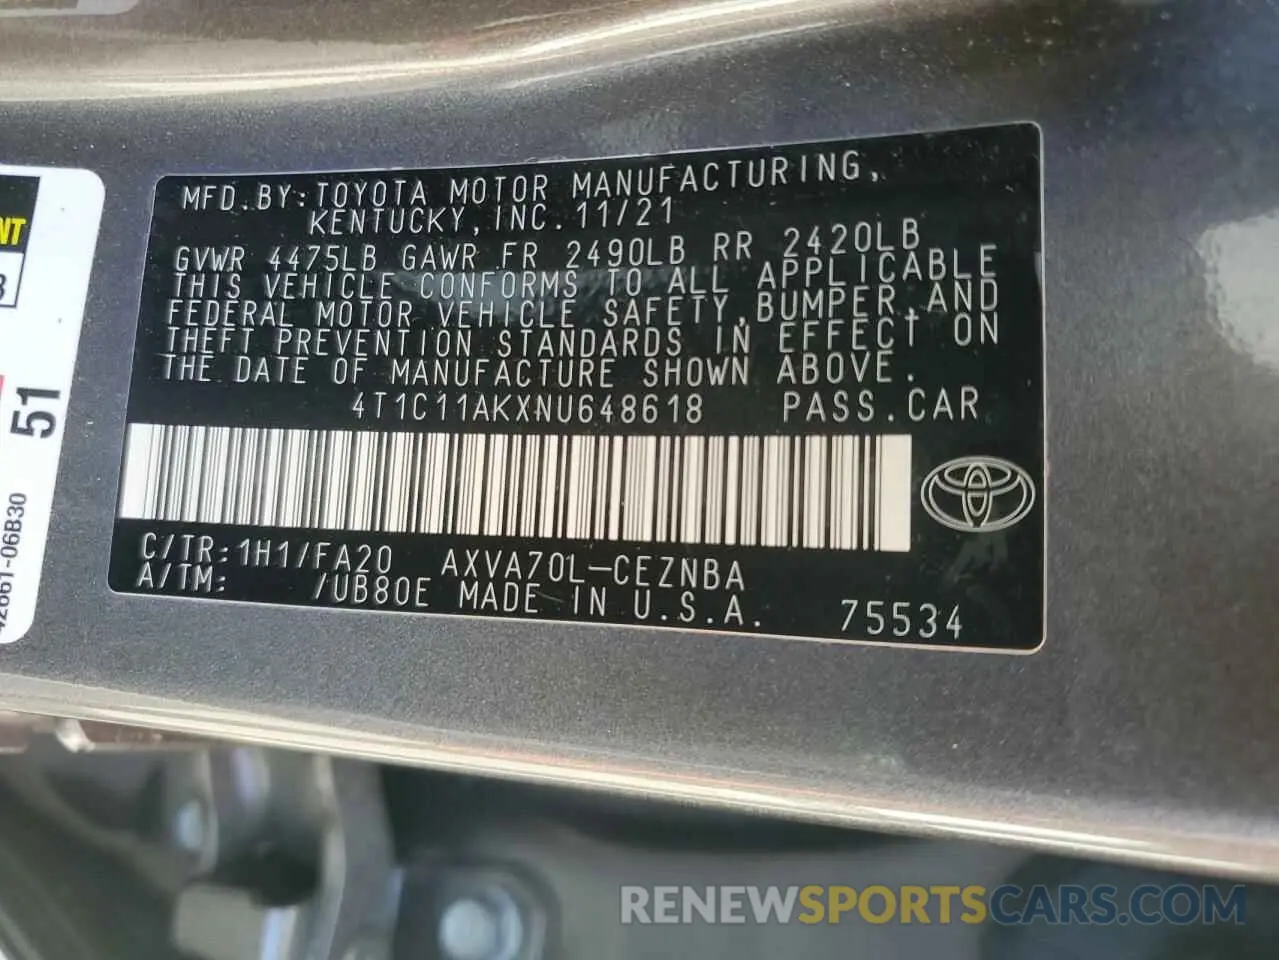 MFD.BY:TOYOTA MOTOR MANUFACTURING,
KENTUCKY,INC.11/21
GVWR 4475LB GAWR FR 2490LB RR 2420LB
THIS VEHICLE CONFORMS TO ALL APPLICABLE
FEDERAL MOTOR VEHICLE SAFETY,BUMPER,AND
THEFT PREVENTION STANDARDS IN EFFECT ON
THE DATE OF MANUFACTURE SHOWN ABOVE.
4T1C11AKXNU648618 PASS.CAR
C/TR:1H1/FA20 AXVA70L-CEZNBA
A/TM: /UB80E MADE IN U.S.A. 75534
51
42661-06B30
RENEWSPORTSCARS.COM